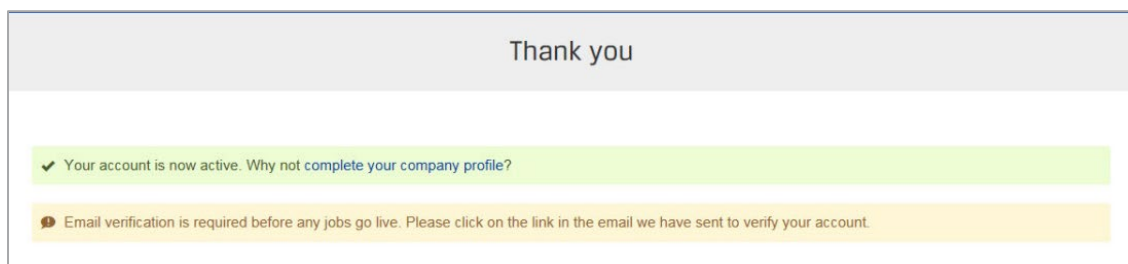 Thank you
Your account is now active. Why not complete your company profile?
Email verification is required before any jobs go live. Please click on the link in the email we have sent to verify your account.